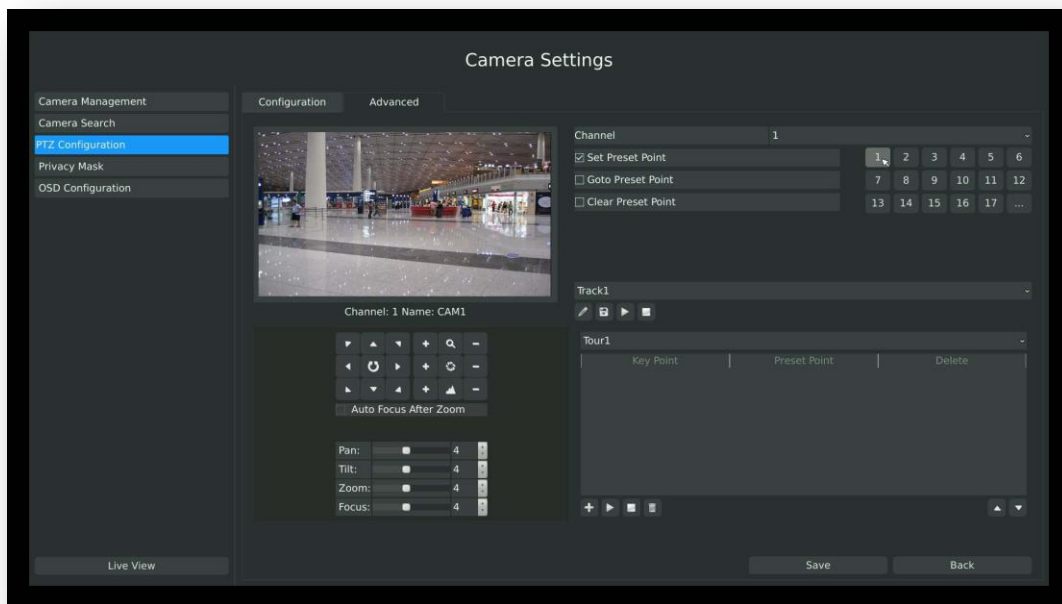 Camera Settings
Camera Management
Camera Search
PTZ Configuration
Privacy Mask
OSD Configuration
Live View
Configuration Advanced
Channel: 1 Name: CAM1
Auto Focus After Zoom
Pan: 4
Tilt: 4
Zoom: 4
Focus: 4
Channel 1
Set Preset Point
Goto Preset Point
Clear Preset Point
1 2 3 4 5 6
7 8 9 10 11 12
13 14 15 16 17 ...
Track1
Tour1
Key Point Preset Point Delete
Save Back